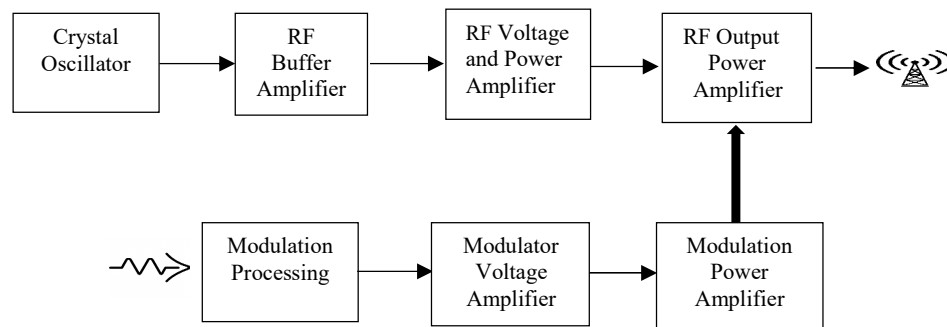 Crystal
Oscillator
RF
Buffer
Amplifier
RF Voltage
and Power
Amplifier
RF Output
Power
Amplifier
Modulation
Processing
Modulator
Voltage
Amplifier
Modulation
Power
Amplifier